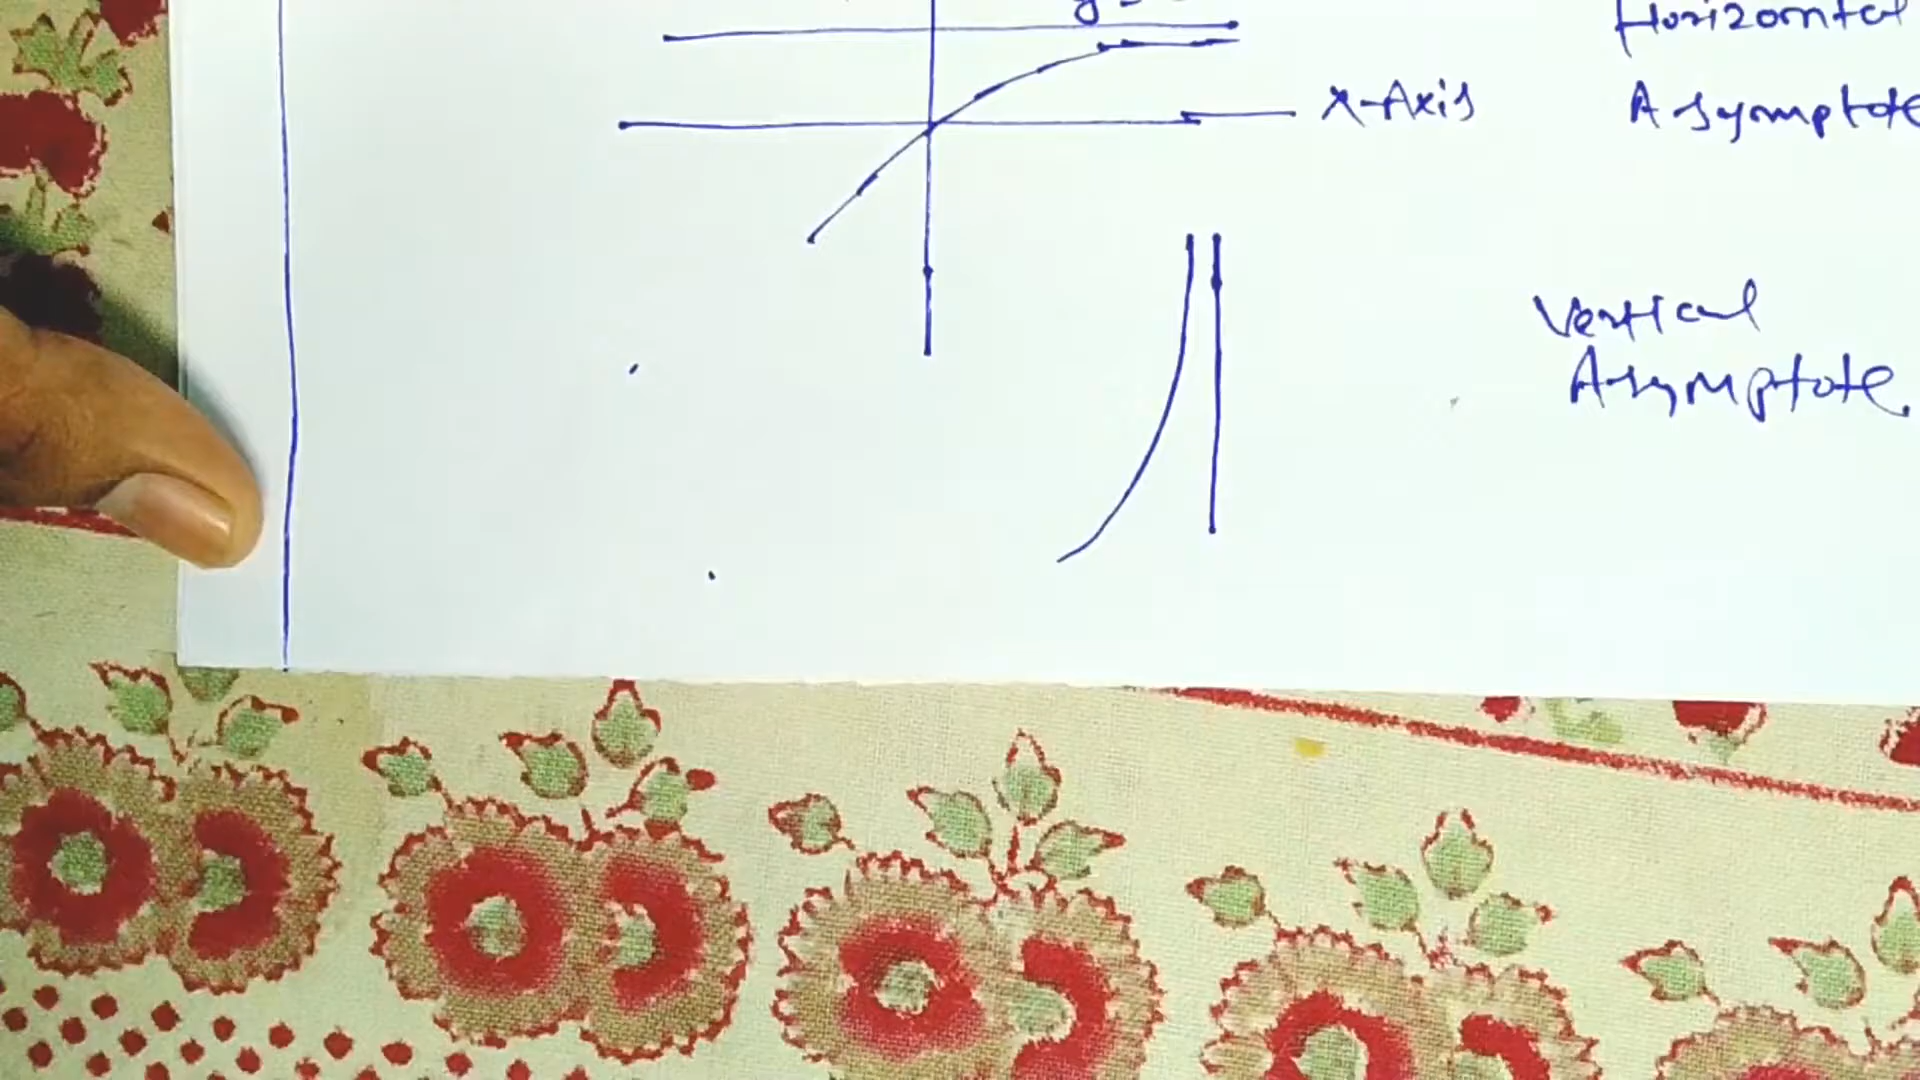 Horizontal
X-Axis Asymptote
Vertical
Asymptote